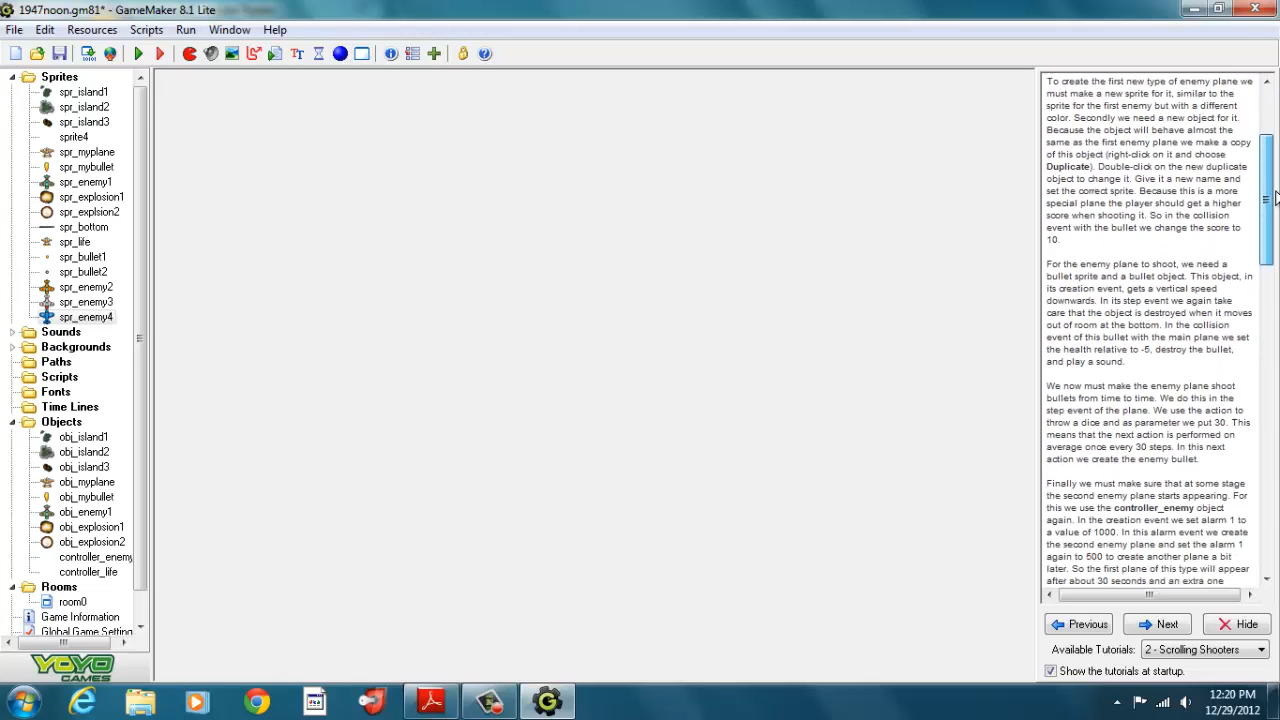 1947noon.gm81* - GameMaker 8.1 Lite
File Edit Resources Scripts Run Window Help
Sprites
spr_island1
spr_island2
spr_island3
sprite4
spr_myplane
spr_mybullet
spr_enemy1
spr_explosion1
spr_explsion2
spr_bottom
spr_life
spr_bullet1
spr_bullet2
spr_enemy2
spr_enemy3
spr_enemy4
Sounds
Backgrounds
Paths
Scripts
Fonts
Time Lines
Objects
obj_island1
obj_island2
obj_island3
obj_myplane
obj_mybullet
obj_enemy1
obj_explosion1
obj_explosion2
controller_enemy
controller_life
Rooms
room0
Game Information
Global Game Setting
YOYO
GAMES
To create the first new type of enemy plane we
must make a new sprite for it, similar to the
sprite for the first enemy but with a different
color. Secondly we need a new object for it.
Because the object will behave almost the
same as the first enemy plane we make a copy
of this object (right-click on it and choose
Duplicate). Double-click on the new duplicate
object to change it. Give it a new name and
set the correct sprite. Because this is a more
special plane the player should get a higher
score when shooting it. So in the collision
event with the bullet we change the score to
10.
For the enemy plane to shoot, we need a
bullet sprite and a bullet object. This object, in
its creation event, gets a vertical speed
downwards. In its step event we again take
care that the object is destroyed when it moves
out of room at the bottom. In the collision
event of this bullet with the main plane we set
the health relative to -5, destroy the bullet,
and play a sound.
We now must make the enemy plane shoot
bullets from time to time. We do this in the
step event of the plane. We use the action to
throw a dice and as parameter we put 30. This
means that the next action is performed on
average once every 30 steps. In this next
action we create the enemy bullet.
Finally we must make sure that at some stage
the second enemy plane starts appearing. For
this we use the controller_enemy object
again. In the creation event we set alarm 1 to
a value of 1000. In this alarm event we create
the second enemy plane and set the alarm 1
again to 500 to create another plane a bit
later. So the first plane of this type will appear
after about 30 seconds and an extra one
Previous Next Hide
Available Tutorials: 2 - Scrolling Shooters
Show the tutorials at startup.
12:20 PM
12/29/2012